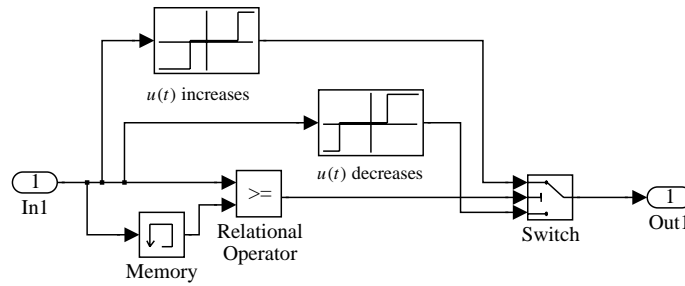 u(t) increases
u(t) decreases
1
In1
>=
Relational
Operator
Memory
Switch
1
Out1